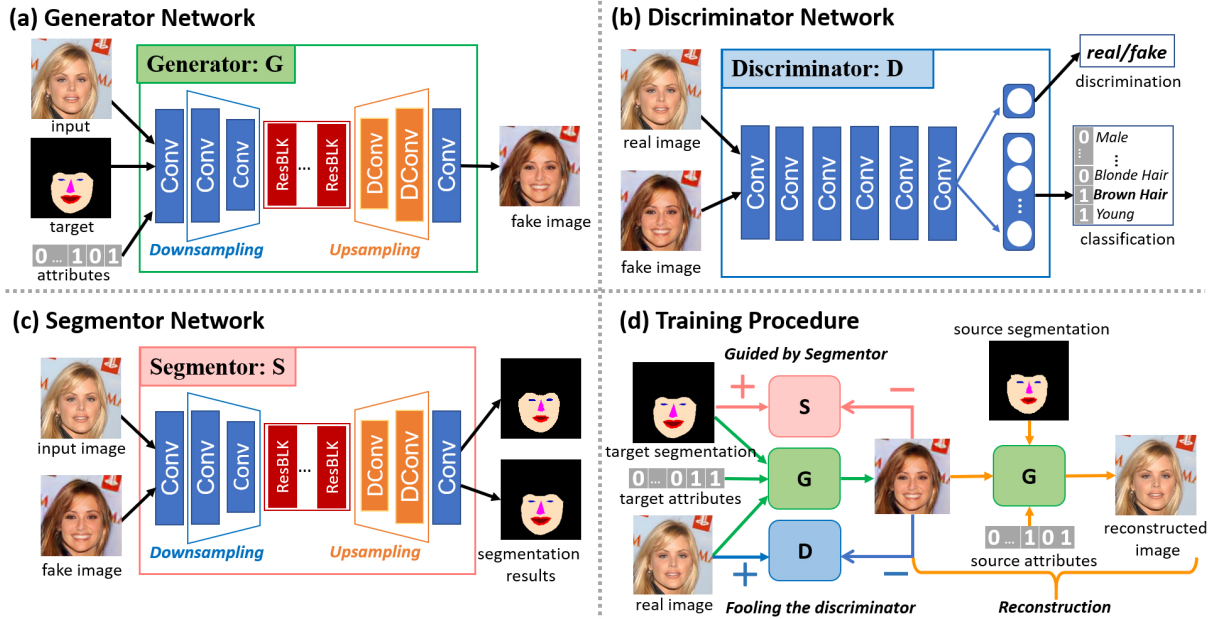 (a) Generator Network
Generator: G
input
target
0 ... 1 0 1
attributes
Conv
Conv
Conv
Downsampling
ResBLK
...
ResBLK
DConv
DConv
Conv
Upsampling
fake image
(b) Discriminator Network
Discriminator: D
real image
fake image
Conv
Conv
Conv
Conv
Conv
Conv
...
real/fake
discrimination
0 Male
... ...
0 Blonde Hair
1 Brown Hair
1 Young
classification
(c) Segmentor Network
Segmentor: S
input image
fake image
Conv
Conv
Conv
Downsampling
ResBLK
...
ResBLK
DConv
DConv
Conv
Upsampling
segmentation
results
(d) Training Procedure
source segmentation
Guided by Segmentor
+
S
−
target segmentation
0 ... 0 1 1
target attributes
G
G
real image
+
D
−
Fooling the discriminator
0 ... 1 0 1
source attributes
reconstructed
image
Reconstruction